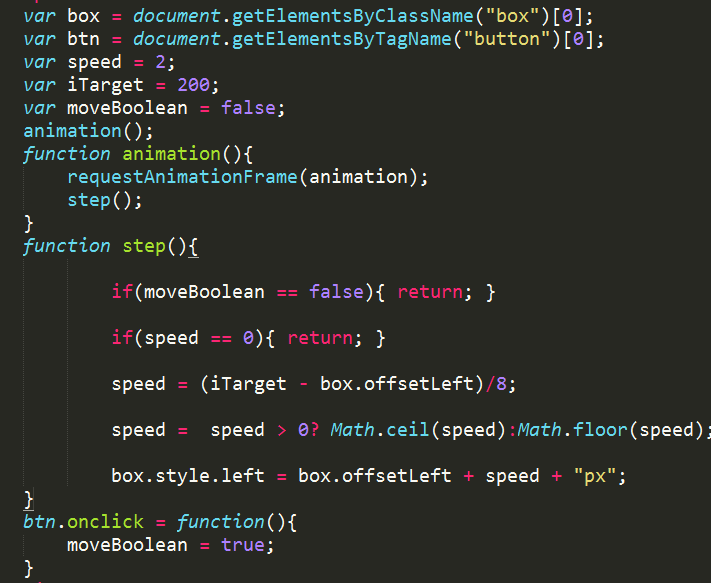 var box = document.getElementsByClassName("box")[0];
var btn = document.getElementsByTagName("button")[0];
var speed = 2;
var iTarget = 200;
var moveBoolean = false;
animation();
function animation(){
requestAnimationFrame(animation);
step();
}
function step(){
if(moveBoolean == false){ return; }
if(speed == 0){ return; }
speed = (iTarget - box.offsetLeft)/8;
speed =  speed > 0? Math.ceil(speed):Math.floor(speed);
box.style.left = box.offsetLeft + speed + "px";
}
btn.onclick = function(){
moveBoolean = true;
}